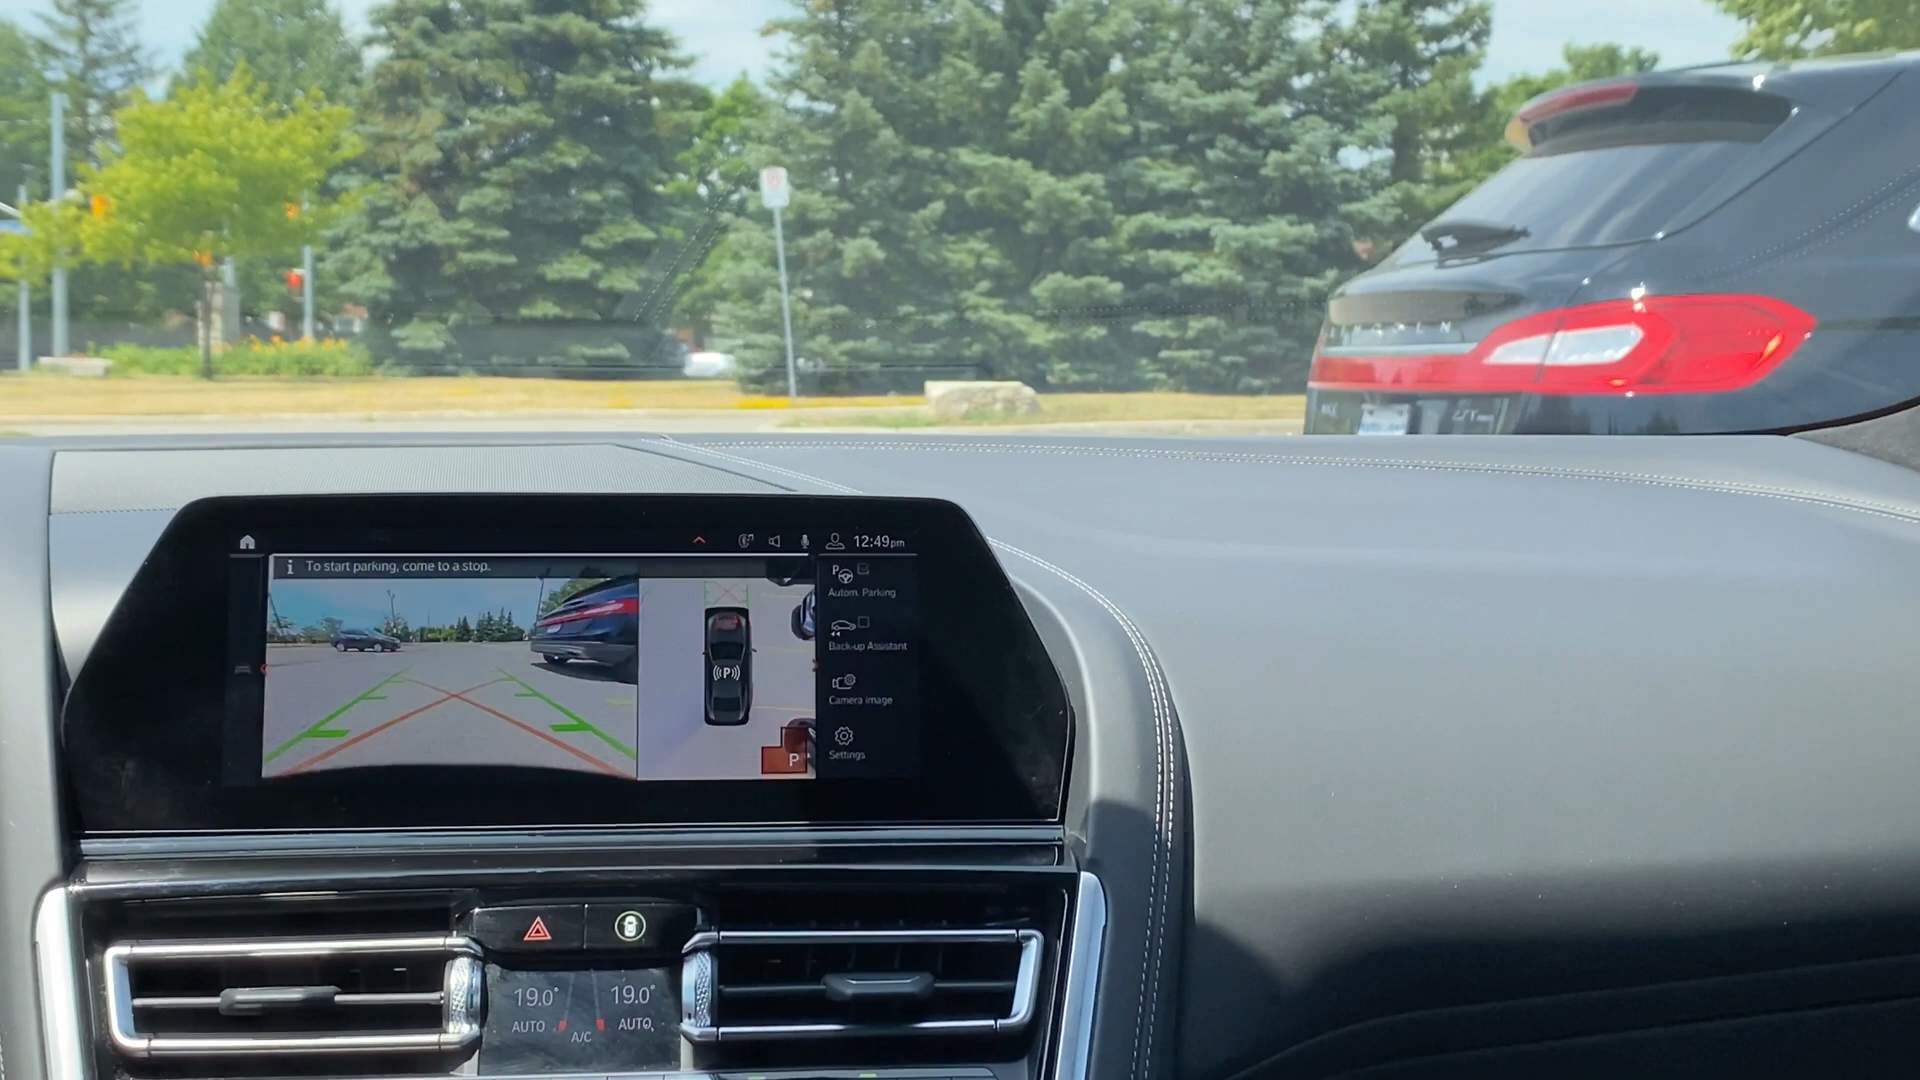 12:49pm
To start parking, come to a stop.
Autom. Parking
Back-up Assistant
Camera image
Settings
P
P
P
19.0°
19.0°
AUTO
A/C
AUTO